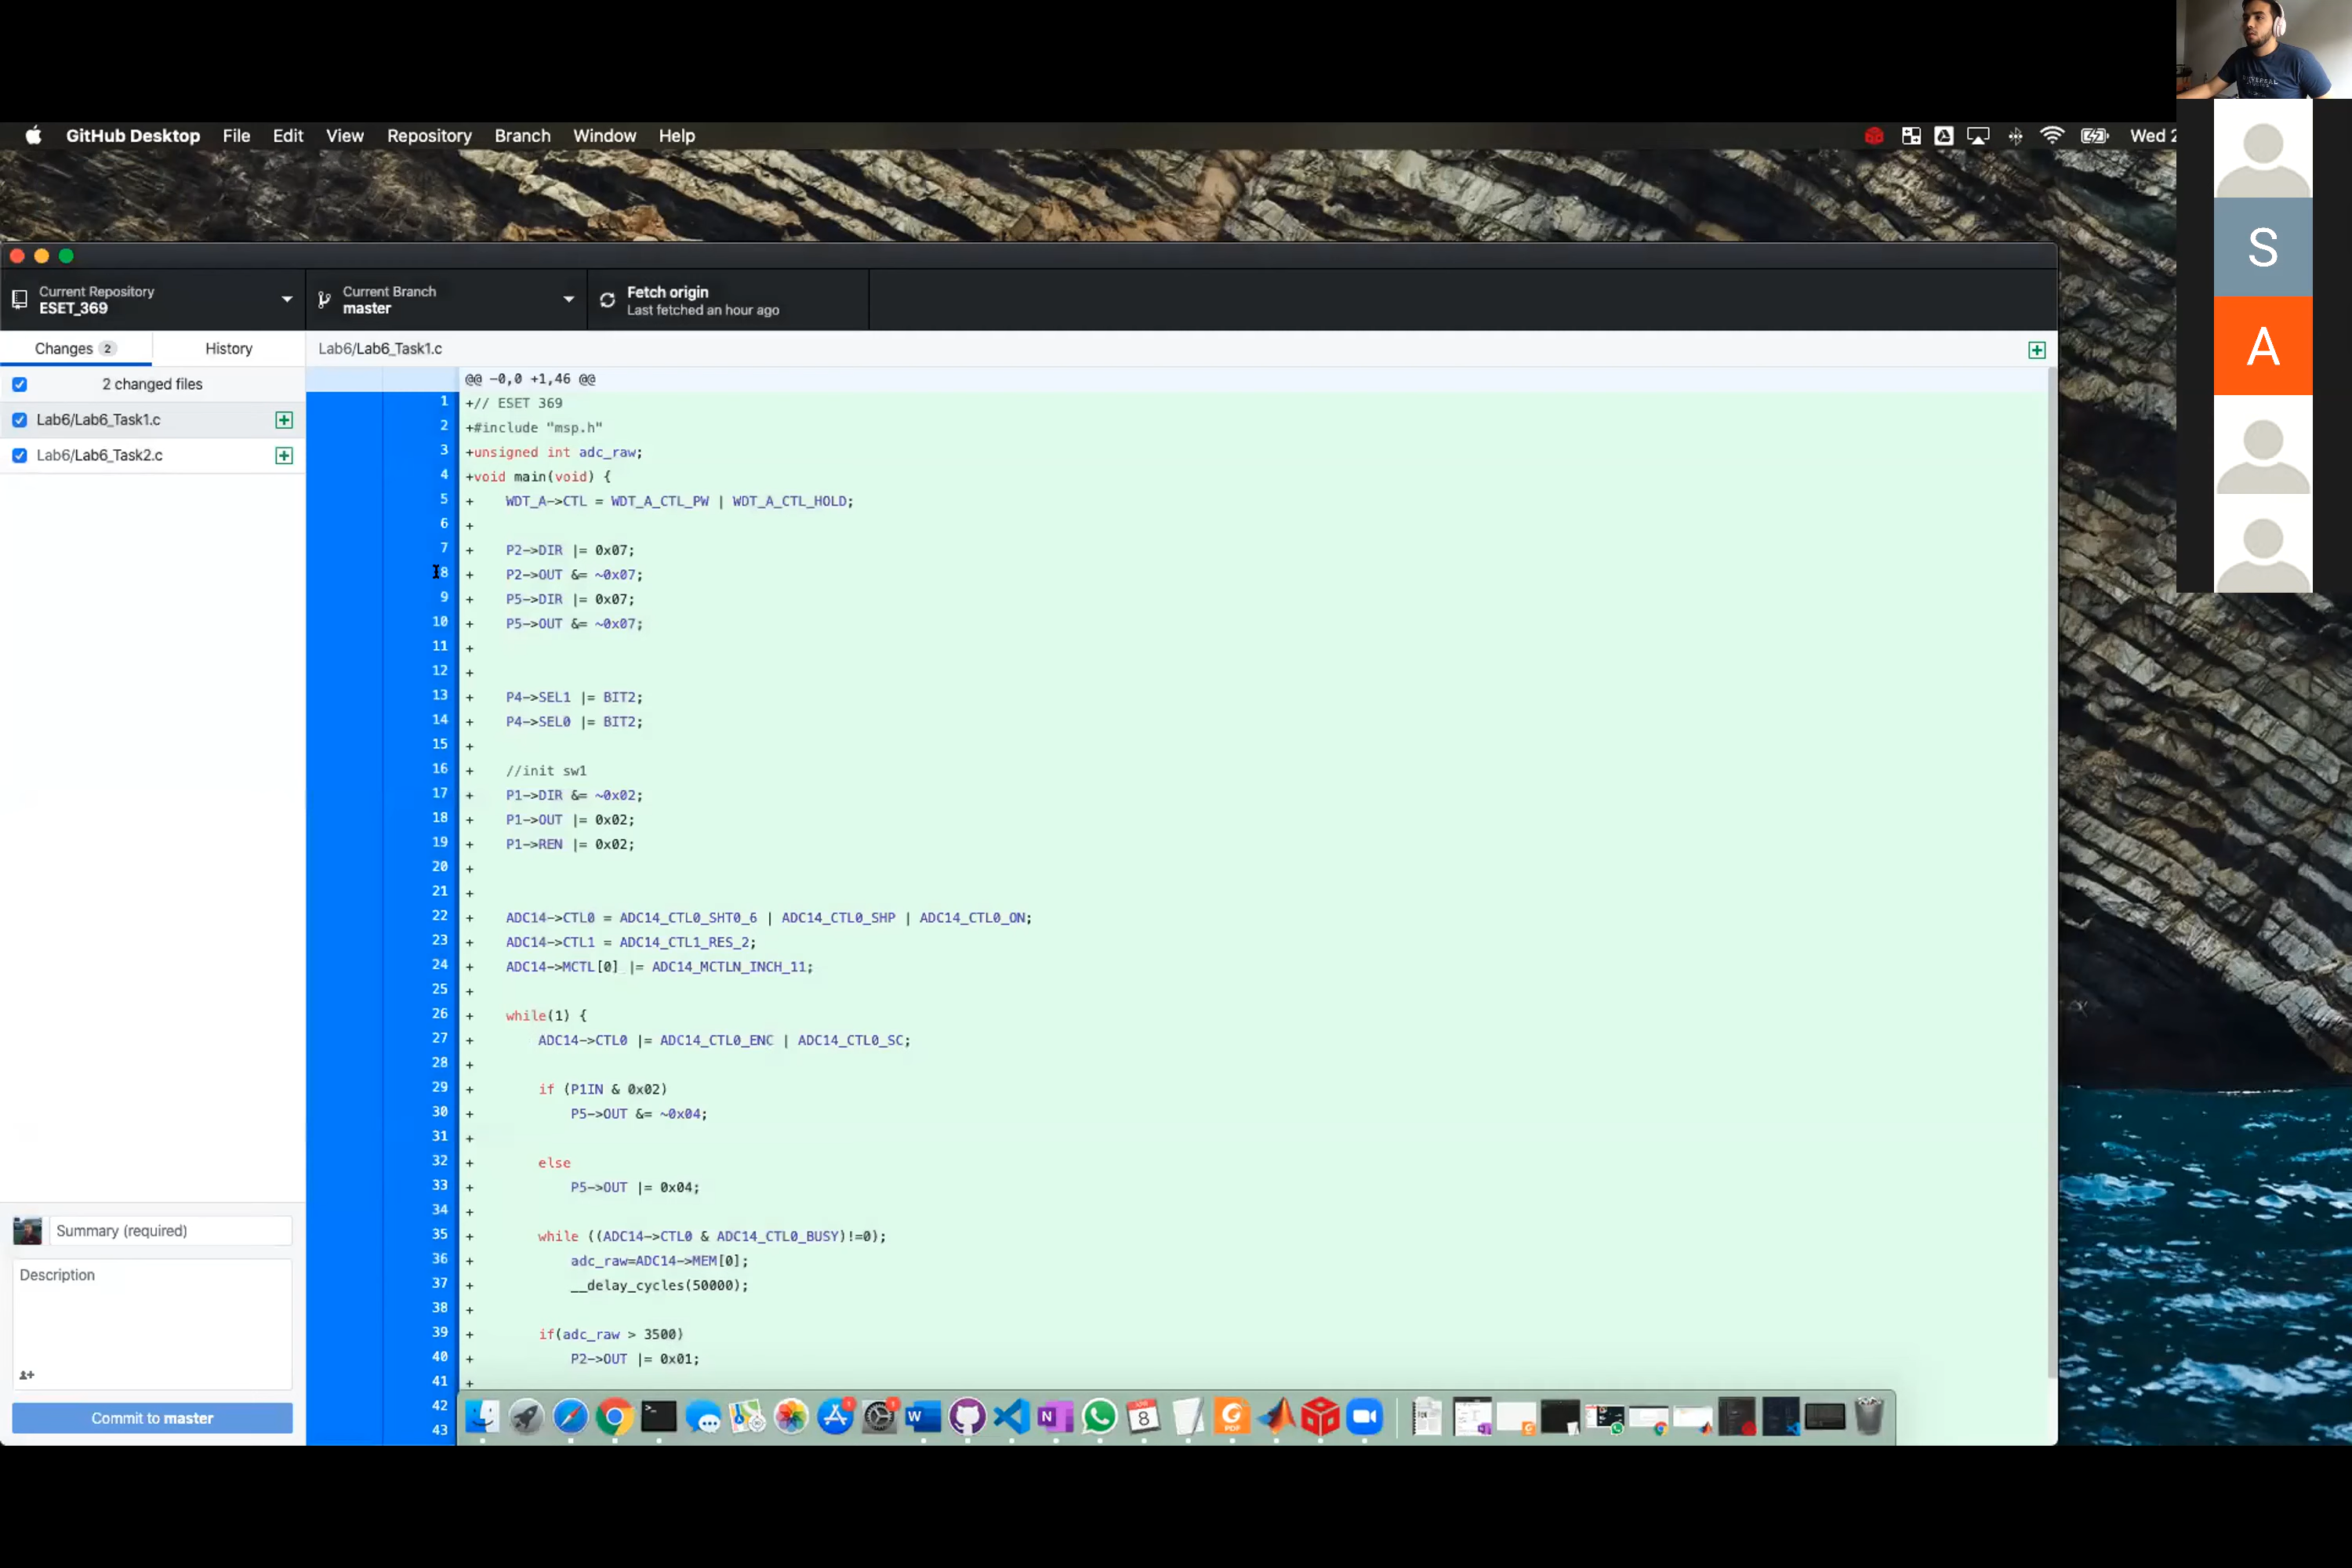 GitHub Desktop File Edit View Repository Branch Window Help Wed 2
S
A
Current Repository
ESET_369
Current Branch
master
Fetch origin
Last fetched an hour ago
Changes 2 History
2 changed files
Lab6/Lab6_Task1.c
Lab6/Lab6_Task2.c
Summary (required)
Description
Commit to master
Lab6/Lab6_Task1.c
@@ -0,0 +1,46 @@
1 +// ESET 369
2 +#include "msp.h"
3 +unsigned int adc_raw;
4 +void main(void) {
5 + WDT_A->CTL = WDT_A_CTL_PW | WDT_A_CTL_HOLD;
6 +
7 + P2->DIR |= 0x07;
8 + P2->OUT &= ~0x07;
9 + P5->DIR |= 0x07;
10 + P5->OUT &= ~0x07;
11 +
12 +
13 + P4->SEL1 |= BIT2;
14 + P4->SEL0 |= BIT2;
15 +
16 + //init sw1
17 + P1->DIR &= ~0x02;
18 + P1->OUT |= 0x02;
19 + P1->REN |= 0x02;
20 +
21 +
22 + ADC14->CTL0 = ADC14_CTL0_SHT0_6 | ADC14_CTL0_SHP | ADC14_CTL0_ON;
23 + ADC14->CTL1 = ADC14_CTL1_RES_2;
24 + ADC14->MCTL[0] |= ADC14_MCTLN_INCH_11;
25 +
26 + while(1) {
27 + ADC14->CTL0 |= ADC14_CTL0_ENC | ADC14_CTL0_SC;
28 +
29 + if (P1IN & 0x02)
30 + P5->OUT &= ~0x04;
31 +
32 + else
33 + P5->OUT |= 0x04;
34 +
35 + while ((ADC14->CTL0 & ADC14_CTL0_BUSY)!=0);
36 + adc_raw=ADC14->MEM[0];
37 + __delay_cycles(50000);
38 +
39 + if(adc_raw > 3500)
40 + P2->OUT |= 0x01;
41 +
42
43
W
N
8
PDF